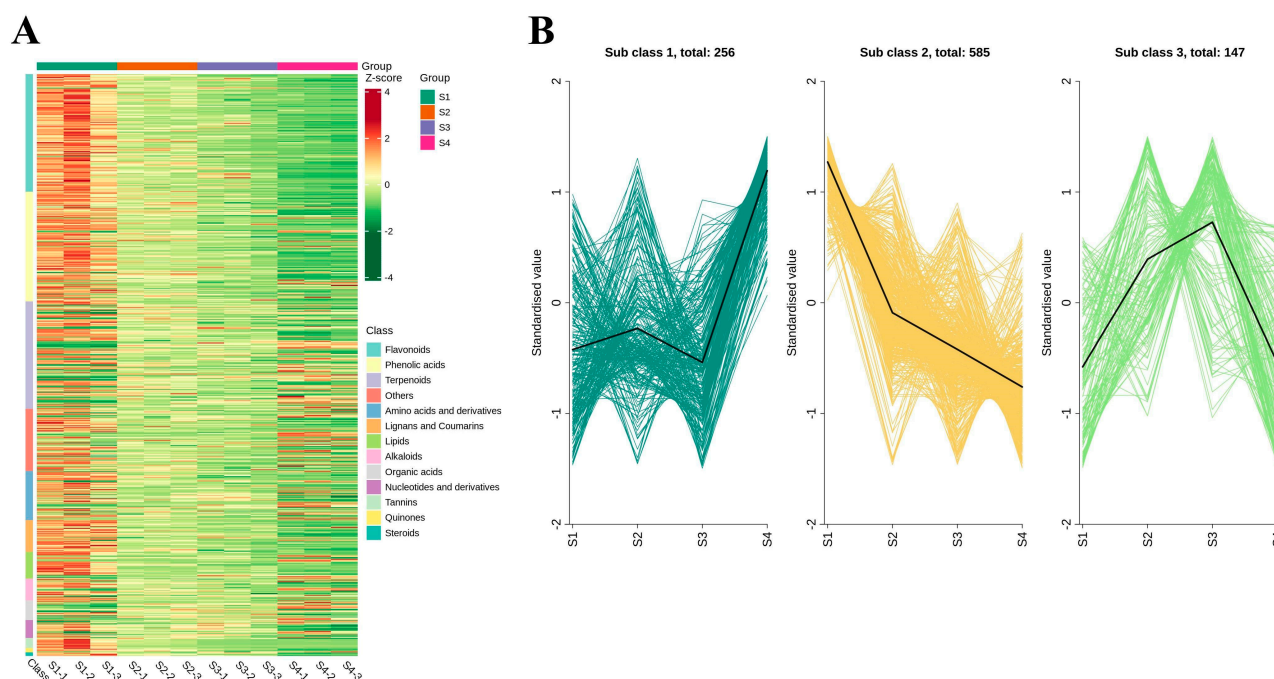 A
Group
Z-score
4
2
0
-2
-4
Group
S1
S2
S3
S4
Class
Flavonoids
Phenolic acids
Terpenoids
Others
Amino acids and derivatives
Lignans and Coumarins
Lipids
Alkaloids
Organic acids
Nucleotides and derivatives
Tannins
Quinones
Steroids
Class
S1-1
S1-2
S1-3
S2-1
S2-2
S2-3
S3-1
S3-2
S3-3
S4-1
S4-2
S4-3
B
Sub class 1, total: 256
Standardised value
2
1
0
-1
-2
S1
S2
S3
S4
Sub class 2, total: 585
Standardised value
2
1
0
-1
-2
S1
S2
S3
S4
Sub class 3, total: 147
Standardised value
2
1
0
-1
-2
S1
S2
S3